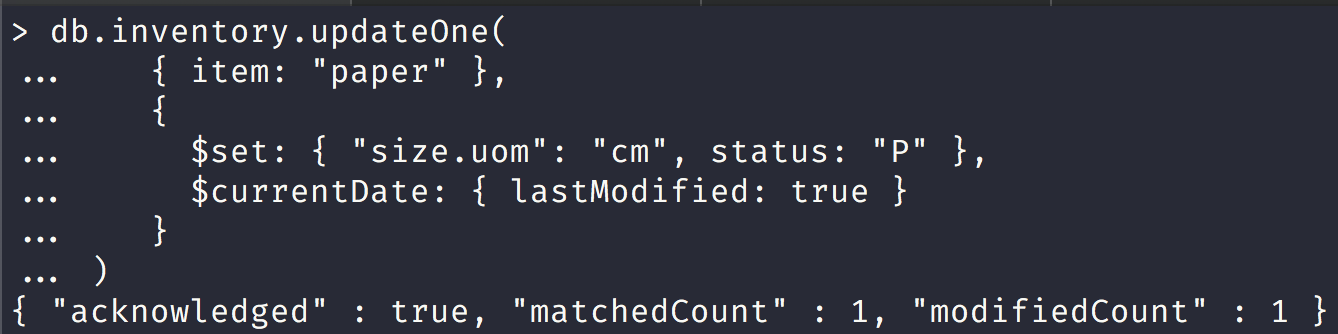 > db.inventory.updateOne(
...    { item: "paper" },
...    {
...      $set: { "size.uom": "cm", status: "P" },
...      $currentDate: { lastModified: true }
...    }
... )
{ "acknowledged" : true, "matchedCount" : 1, "modifiedCount" : 1 }